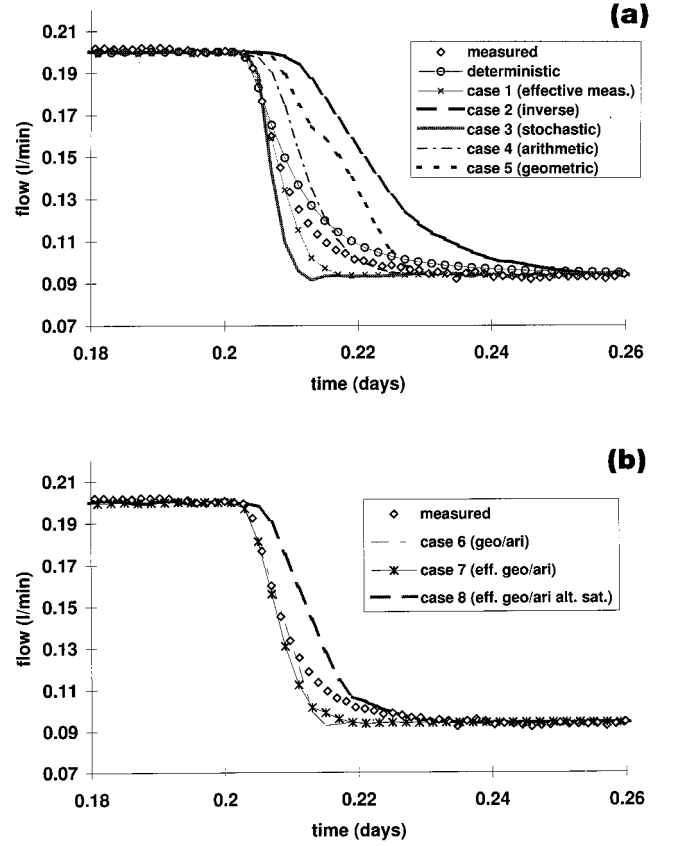 (a)
0.21
0.19
0.17
0.15
0.13
0.11
0.09
0.07
flow (l/min)
measured
deterministic
case 1 (effective meas.)
case 2 (inverse)
case 3 (stochastic)
case 4 (arithmetic)
case 5 (geometric)
0.18
0.2
0.22
0.24
0.26
time (days)
(b)
0.21
0.19
0.17
0.15
0.13
0.11
0.09
0.07
flow (l/min)
measured
case 6 (geo/ari)
case 7 (eff. geo/ari)
case 8 (eff. geo/ari alt. sat.)
0.18
0.2
0.22
0.24
0.26
time (days)